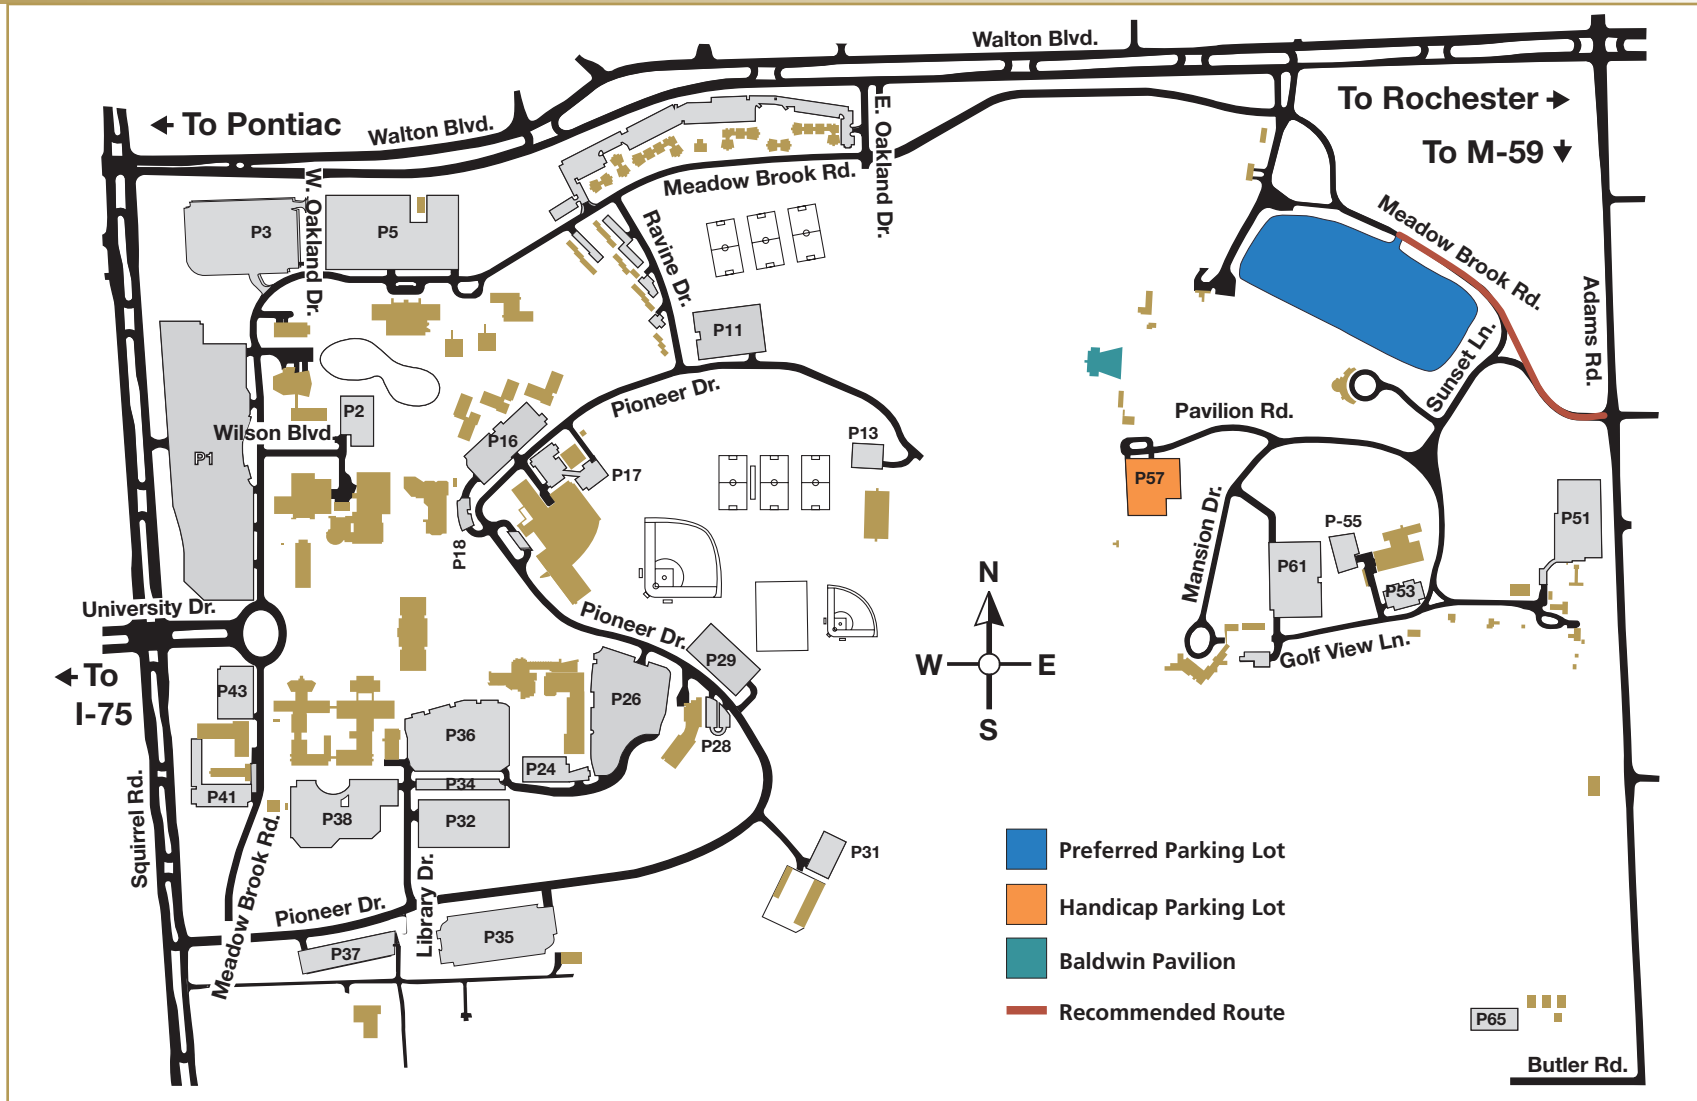 Walton Blvd.
To Rochester
To Pontiac
Walton Blvd.
E. Oakland Dr.
To M-59
Meadow Brook Rd.
W. Oakland Dr.
P3
P5
Ravine Dr.
Meadow Brook Rd.
Adams Rd.
P11
Sunset Ln.
Pioneer Dr.
P2
Pavilion Rd.
Wilson Blvd.
P16
P13
P1
P17
P57
Mansion Dr.
P-55
P51
P18
P61
N
P53
University Dr.
Pioneer Dr.
Golf View Ln.
P29
W
E
To
I-75
P43
P26
S
P36
P28
P24
P34
P41
Squirrel Rd.
P38
P32
Meadow Brook Rd.
P31
Preferred Parking Lot
Library Dr.
Pioneer Dr.
Handicap Parking Lot
P35
P37
Baldwin Pavilion
Recommended Route
P65
Butler Rd.